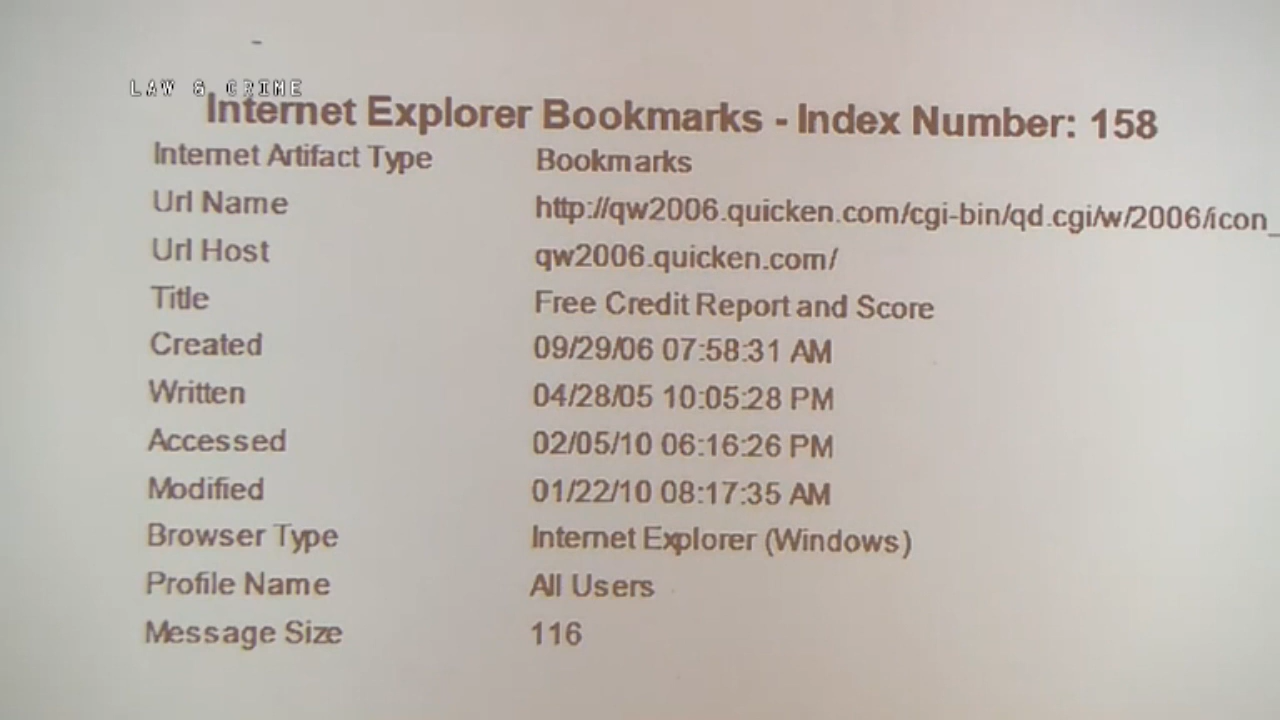 LAW & CRIME
Internet Explorer Bookmarks - Index Number: 158
Internet Artifact Type Bookmarks
Url Name http://qw2006.quicken.com/cgi-bin/qd.cgi/w/2006/icon_
Url Host qw2006.quicken.com/
Title Free Credit Report and Score
Created 09/29/06 07:58:31 AM
Written 04/28/05 10:05:28 PM
Accessed 02/05/10 06:16:26 PM
Modified 01/22/10 08:17:35 AM
Browser Type Internet Explorer (Windows)
Profile Name All Users
Message Size 116